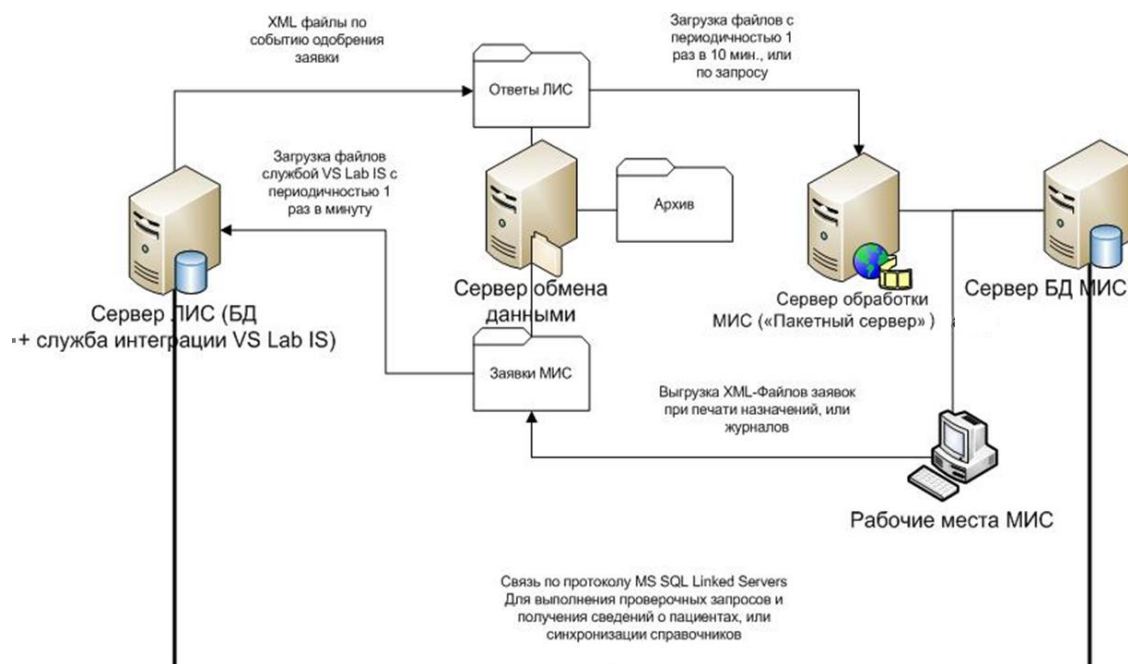 XML файлы по
событию одобрения
заявки
Загрузка файлов с
периодичностью 1
раз в 10 мин., или
по запросу
Ответы ЛИС
Загрузка файлов
службой VS Lab IS с
периодичностью 1
раз в минуту
Архив
Сервер ЛИС (БД
+ служба интеграции VS Lab IS)
Сервер обмена
данными
Сервер обработки
МИС («Пакетный сервер» )
Сервер БД МИС
Заявки МИС
Выгрузка XML-Файлов заявок
при печати назначений, или
журналов
Рабочие места МИС
Связь по протоколу MS SQL Linked Servers
Для выполнения проверочных запросов и
получения сведений о пациентах, или
синхронизации справочников